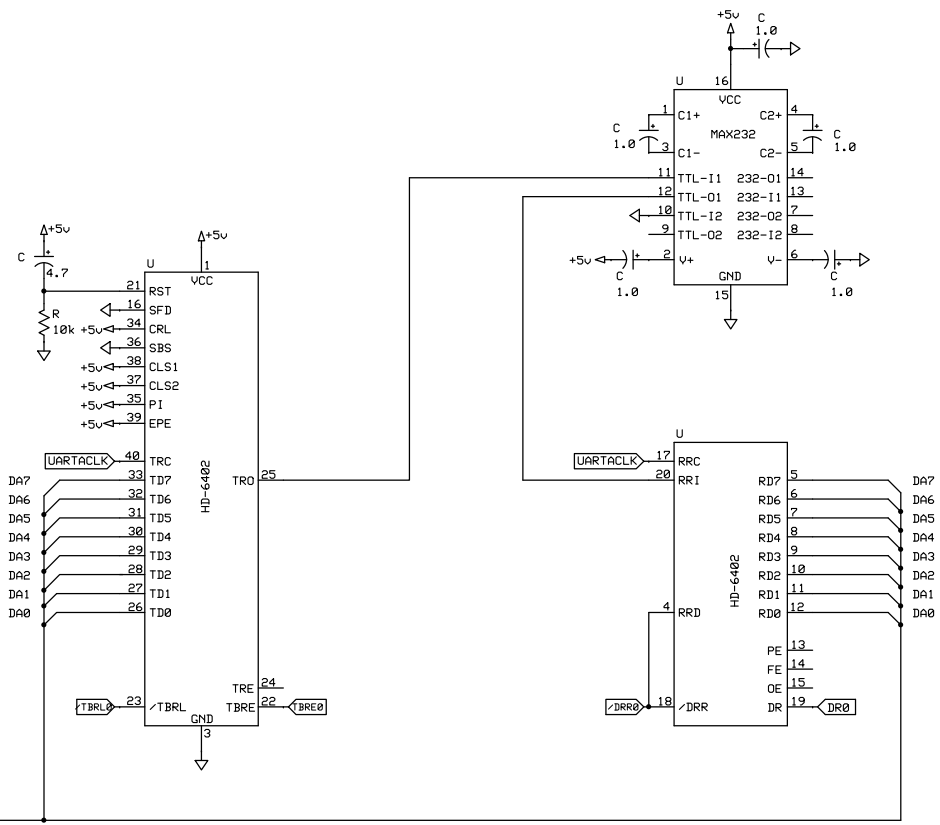 +5v
C
1.0
U
16
VCC
1
C1+
C2+
4
MAX232
C
1.0
C
1.0
3
C1-
C2-
5
11
TTL-I1
232-O1
14
12
TTL-O1
232-I1
13
10
TTL-I2
232-O2
7
9
TTL-O2
232-I2
8
+5v
2
V+
V-
6
C
1.0
C
1.0
GND
15
+5v
C
4.7
R
10k
+5v
U
1
VCC
21
RST
16
SFD
+5v
34
CRL
36
SBS
+5v
38
CLS1
+5v
37
CLS2
+5v
35
PI
+5v
39
EPE
UARTACLK
40
TRC
DA7
33
TD7
TRO
25
DA6
32
TD6
DA5
31
TD5
DA4
30
TD4
DA3
29
TD3
DA2
28
TD2
DA1
27
TD1
DA0
26
TD0
HD-6402
TRE
24
/TBRL0
23
/TBRL
TBRE
22
TBRE0
GND
3
U
UARTACLK
17
RRC
20
RRI
RD7
5
DA7
RD6
6
DA6
RD5
7
DA5
RD4
8
DA4
RD3
9
DA3
RD2
10
DA2
RD1
11
DA1
4
RRD
RD0
12
DA0
HD-6402
PE
13
FE
14
OE
15
/DRR0
18
/DRR
DR
19
DR0